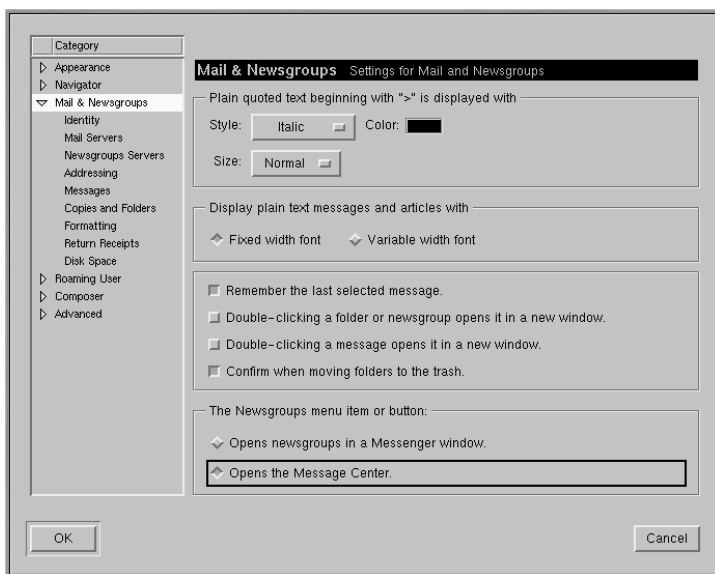 Category
Appearance
Navigator
Mail & Newsgroups
Identity
Mail Servers
Newsgroups Servers
Addressing
Messages
Copies and Folders
Formatting
Return Receipts
Disk Space
Roaming User
Composer
Advanced
Mail & Newsgroups Settings for Mail and Newsgroups
Plain quoted text beginning with ">" is displayed with
Style: Italic Color:
Size: Normal
Display plain text messages and articles with
Fixed width font Variable width font
Remember the last selected message.
Double-clicking a folder or newsgroup opens it in a new window.
Double-clicking a message opens it in a new window.
Confirm when moving folders to the trash.
The Newsgroups menu item or button:
Opens newsgroups in a Messenger window.
Opens the Message Center.
OK Cancel